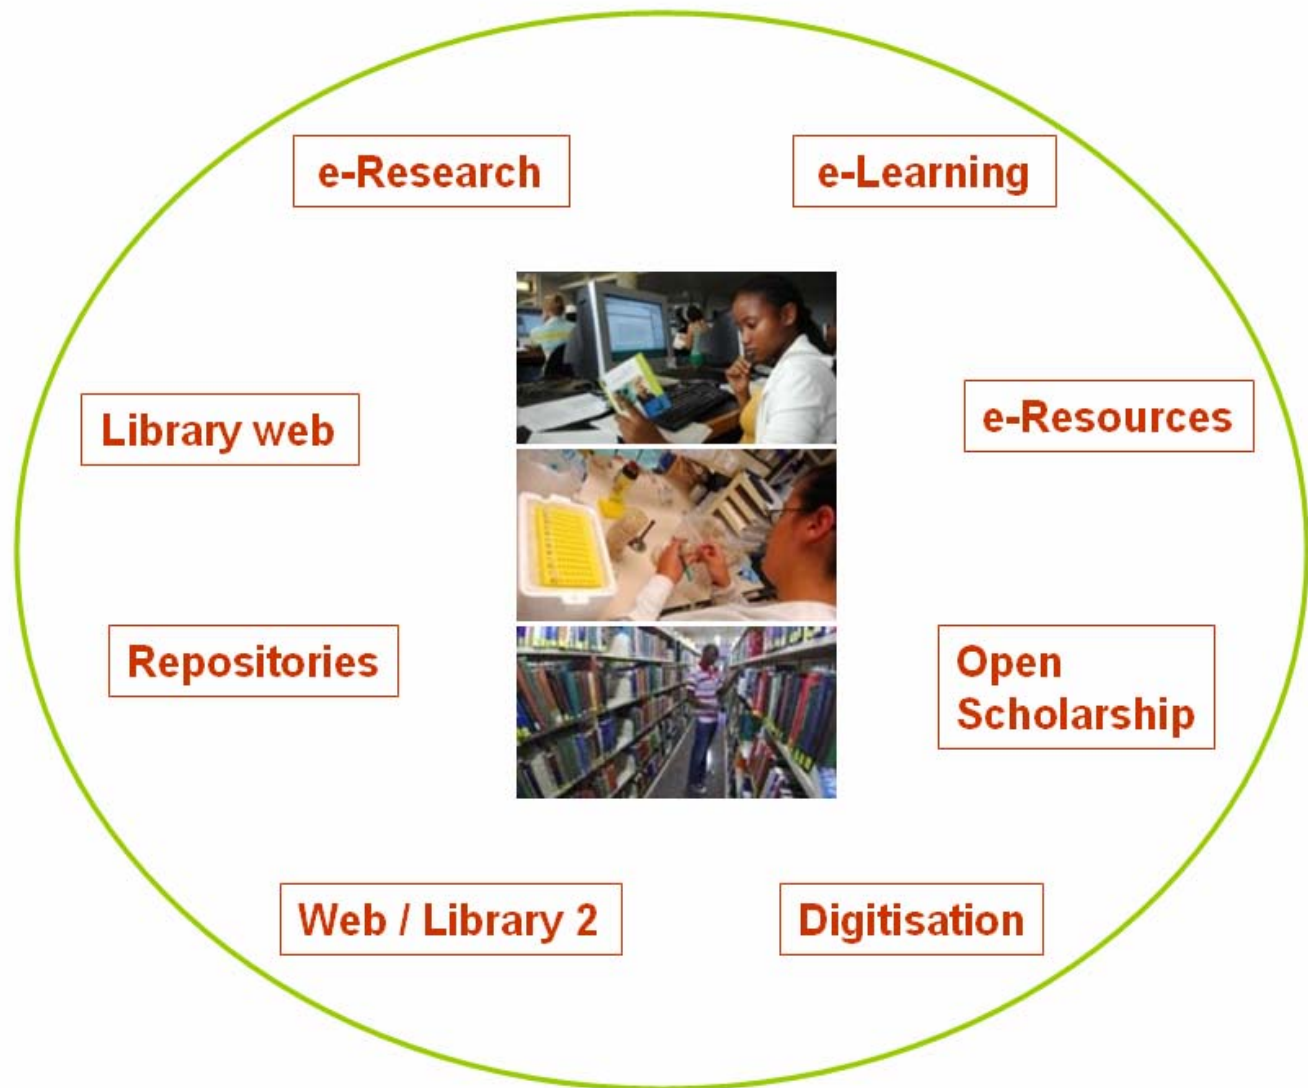 e-Research
e-Learning
Library web
e-Resources
Repositories
Open
Scholarship
Web / Library 2
Digitisation